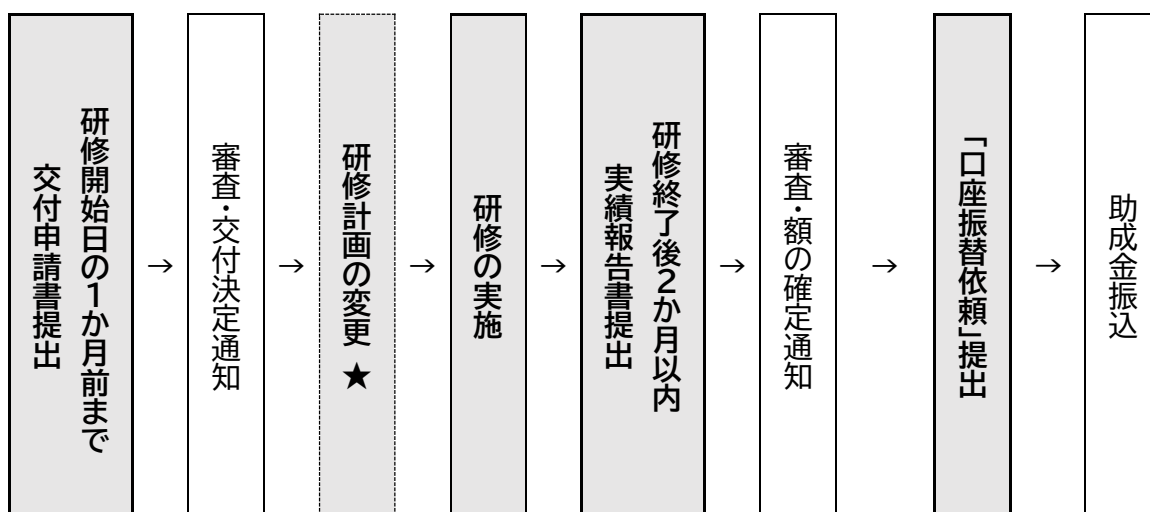 研修開始日の1か月前まで
交付申請書提出
→
審査・交付決定通知
→
研修計画の変更 ★
→
研修の実施
→
研修終了後2か月以内
実績報告書提出
→
審査・額の確定通知
→
「口座振替依頼」提出
→
助成金振込